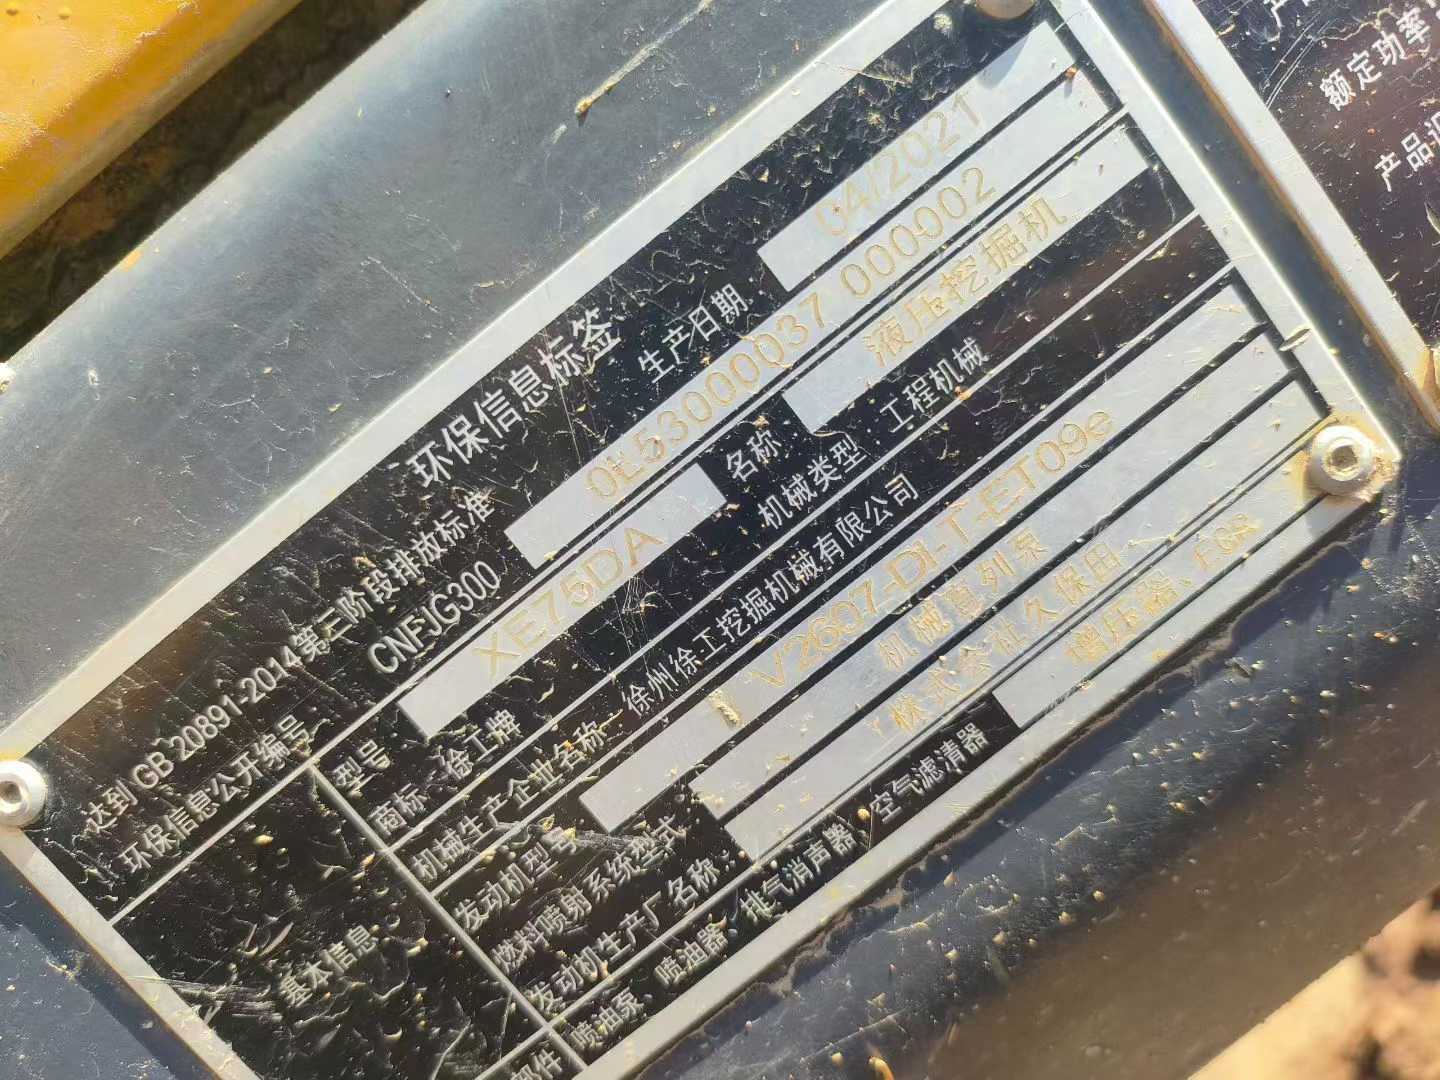 环保信息标签
达到 GB 20891-2014第三阶段排放标准 生产日期 04/2021
环保信息公开编号 CNFJG300 0L5300003 7 000002
基本信息
型号 XE75DA 名称 液压挖掘机
商标 徐工牌 机械类型 工程机械
机械生产企业名称 徐州徐工挖掘机械有限公司
发动机型号 V2607-DI-T-ET09e
燃料喷射系统型式 机械直列泵
发动机生产厂名称: 株式会社久保田
部件 喷油泵、喷油器、排气消声器、空气滤清器 增压器、EGR
额定功率
产品识